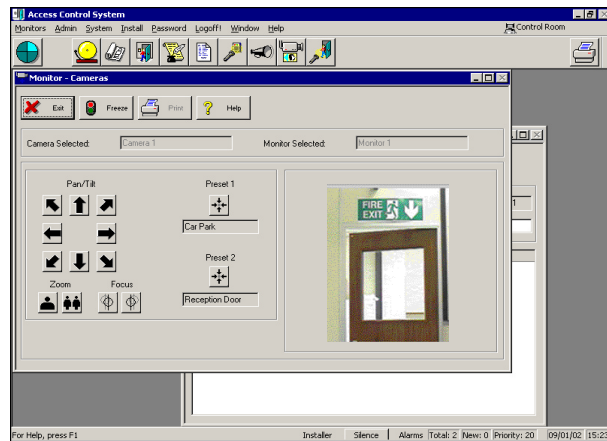 Access Control System
Monitors Admin System Install Password Logoff! Window Help Control Room
Monitor - Cameras
Exit Freeze Print Help
Camera Selected: Camera 1 Monitor Selected: Monitor 1
Pan/Tilt
Preset 1
FIRE
EXIT
Car Park
Preset 2
Zoom Focus
Reception Door
For Help, press F1 Installer Silence Alarms Total: 2 New: 0 Priority: 20 09/01/02 15:23